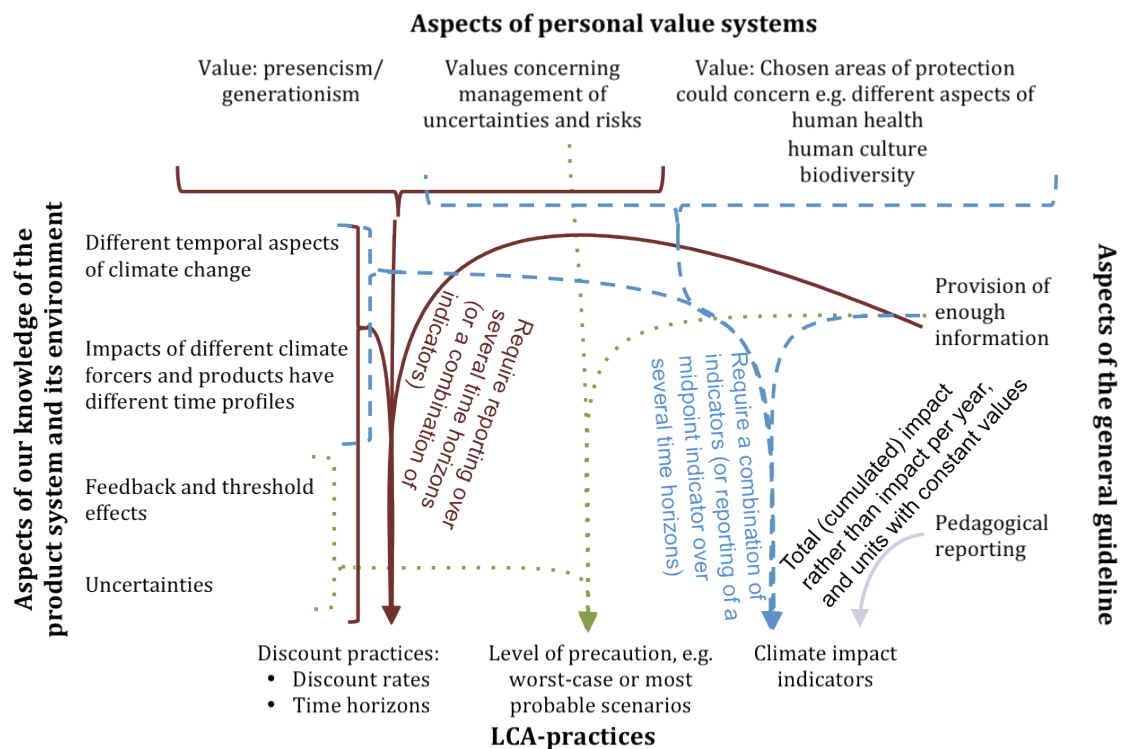 Aspects of personal value systems
Value: presencism/
generationism
Values concerning
management of
uncertainties and risks
Value: Chosen areas of protection
could concern e.g. different aspects of
human health
human culture
biodiversity
Aspects of our knowledge of the
product system and its environment
Different temporal aspects
of climate change
Impacts of different climate
forcers and products have
different time profiles
Feedback and threshold
effects
Uncertainties
Require reporting over
several time horizons
(or a combination of
indicators)
Require a combination of
indicators (or reporting of a
midpoint indicator over
several time horizons)
Total (cumulated) impact
rather than impact per year,
and units with constant values
Provision of
enough
information
Pedagogical
reporting
Aspects of the general guideline
Discount practices:
• Discount rates
• Time horizons
Level of precaution, e.g.
worst-case or most
probable scenarios
Climate impact
indicators
LCA-practices